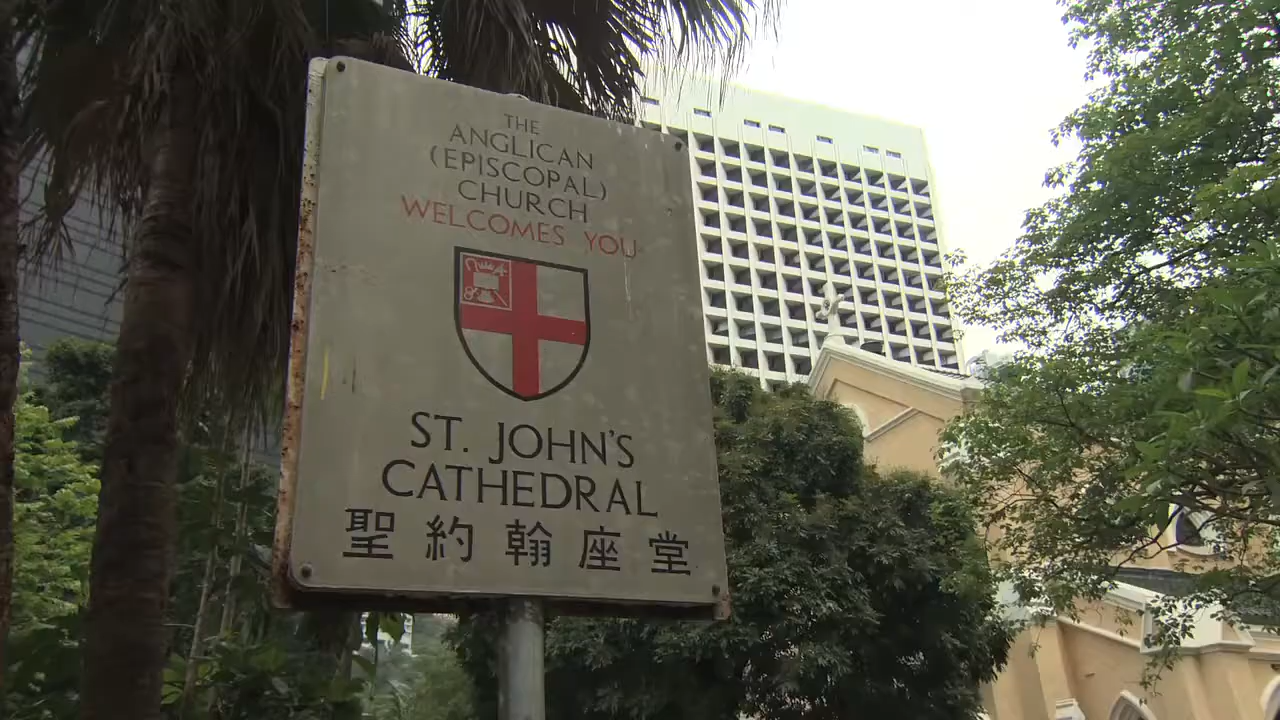 THE
ANGLICAN
(EPISCOPAL)
CHURCH
WELCOMES YOU
ST. JOHN'S
CATHEDRAL
聖約翰座堂